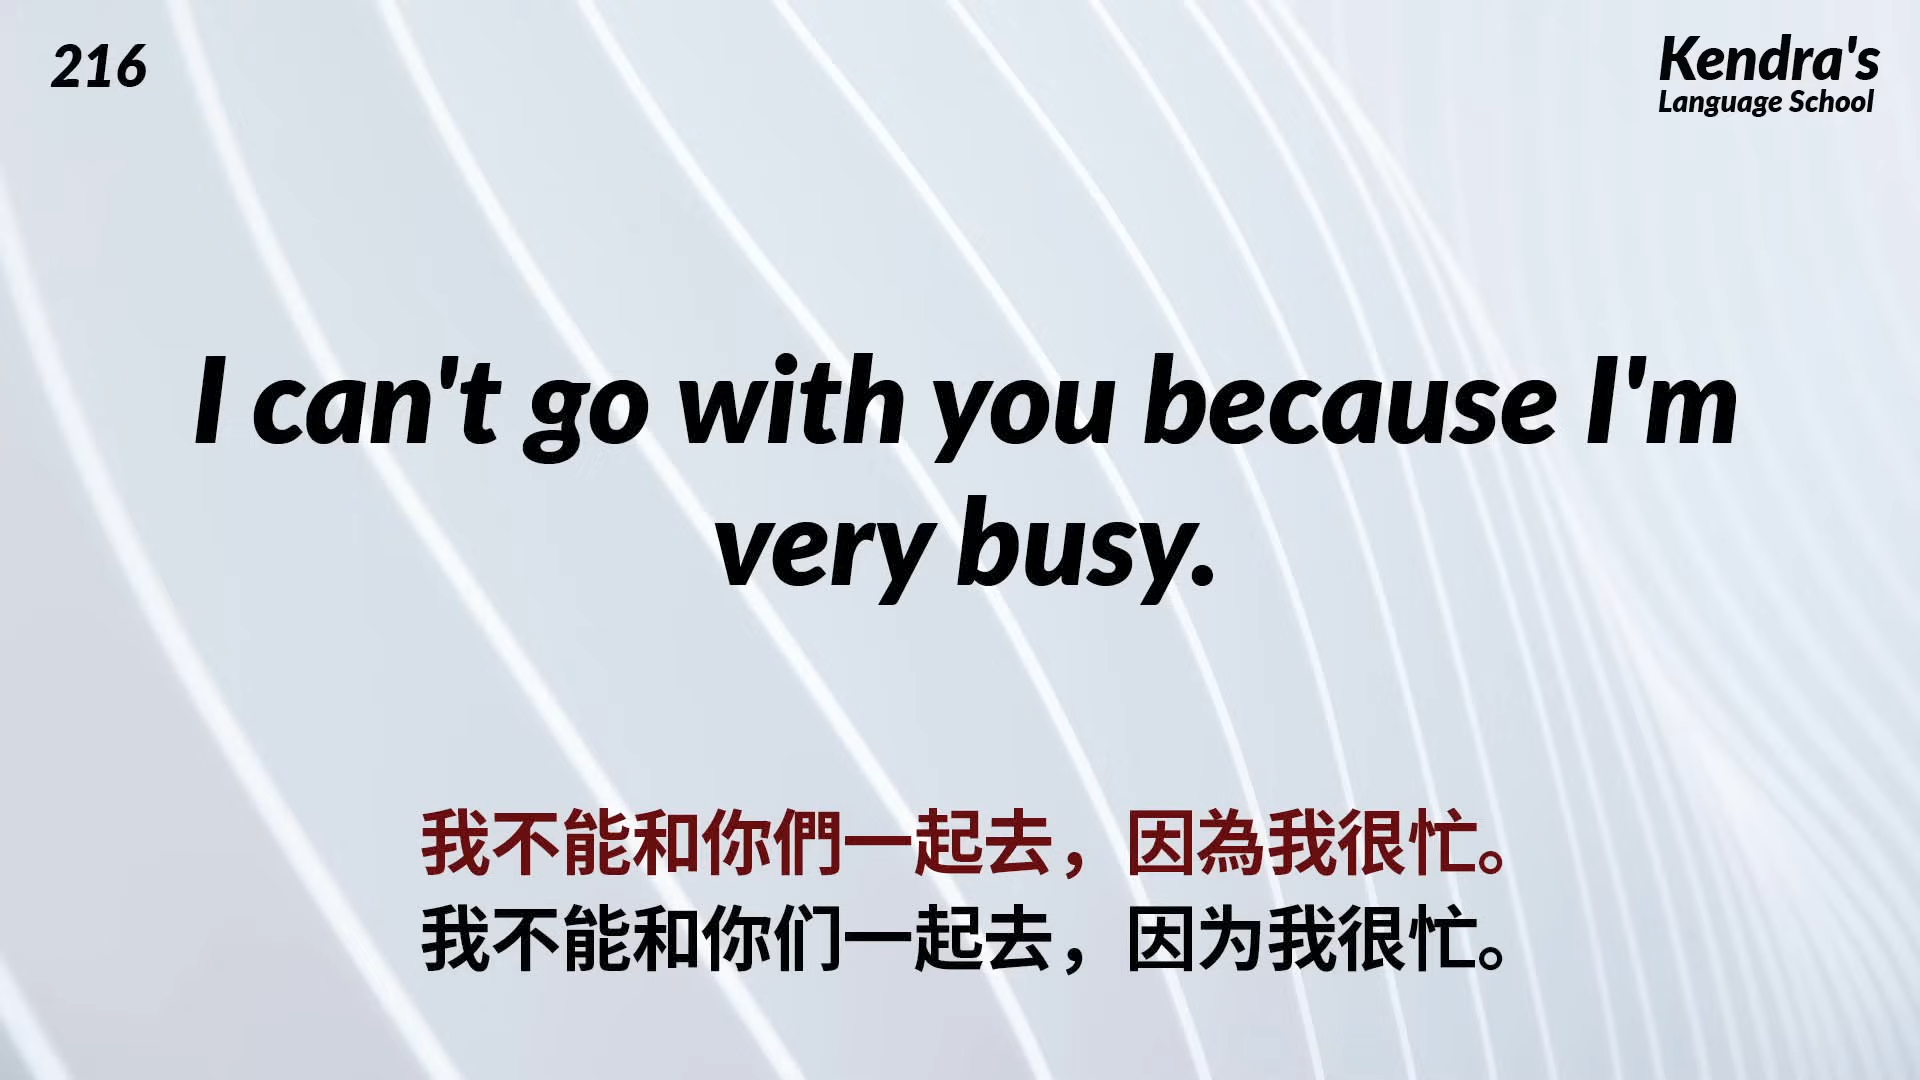 216
Kendra's
Language School
I can't go with you because I'm
very busy.
我不能和你們一起去，因為我很忙。
我不能和你们一起去，因为我很忙。